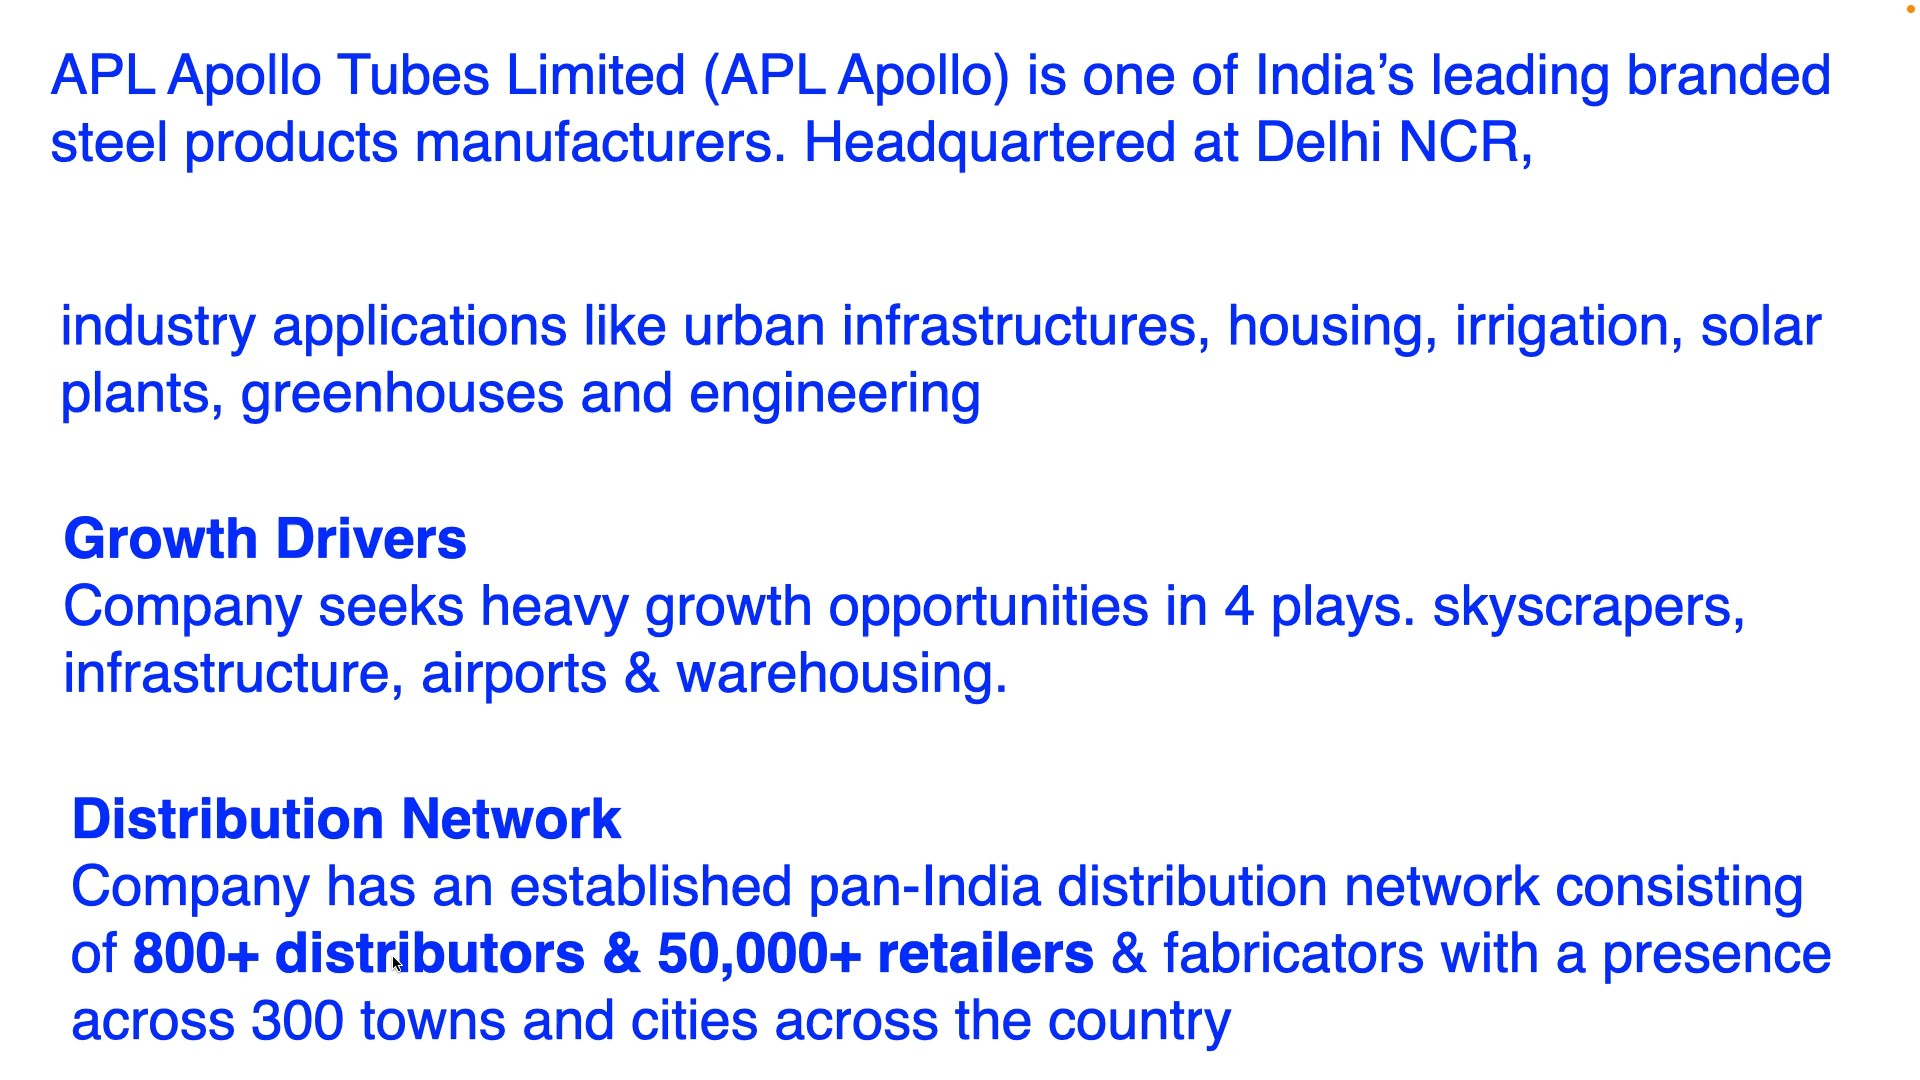 APL Apollo Tubes Limited (APL Apollo) is one of India’s leading branded
steel products manufacturers. Headquartered at Delhi NCR,
industry applications like urban infrastructures, housing, irrigation, solar
plants, greenhouses and engineering
Growth Drivers
Company seeks heavy growth opportunities in 4 plays. skyscrapers,
infrastructure, airports & warehousing.
Distribution Network
Company has an established pan-India distribution network consisting
of 800+ distributors & 50,000+ retailers & fabricators with a presence
across 300 towns and cities across the country